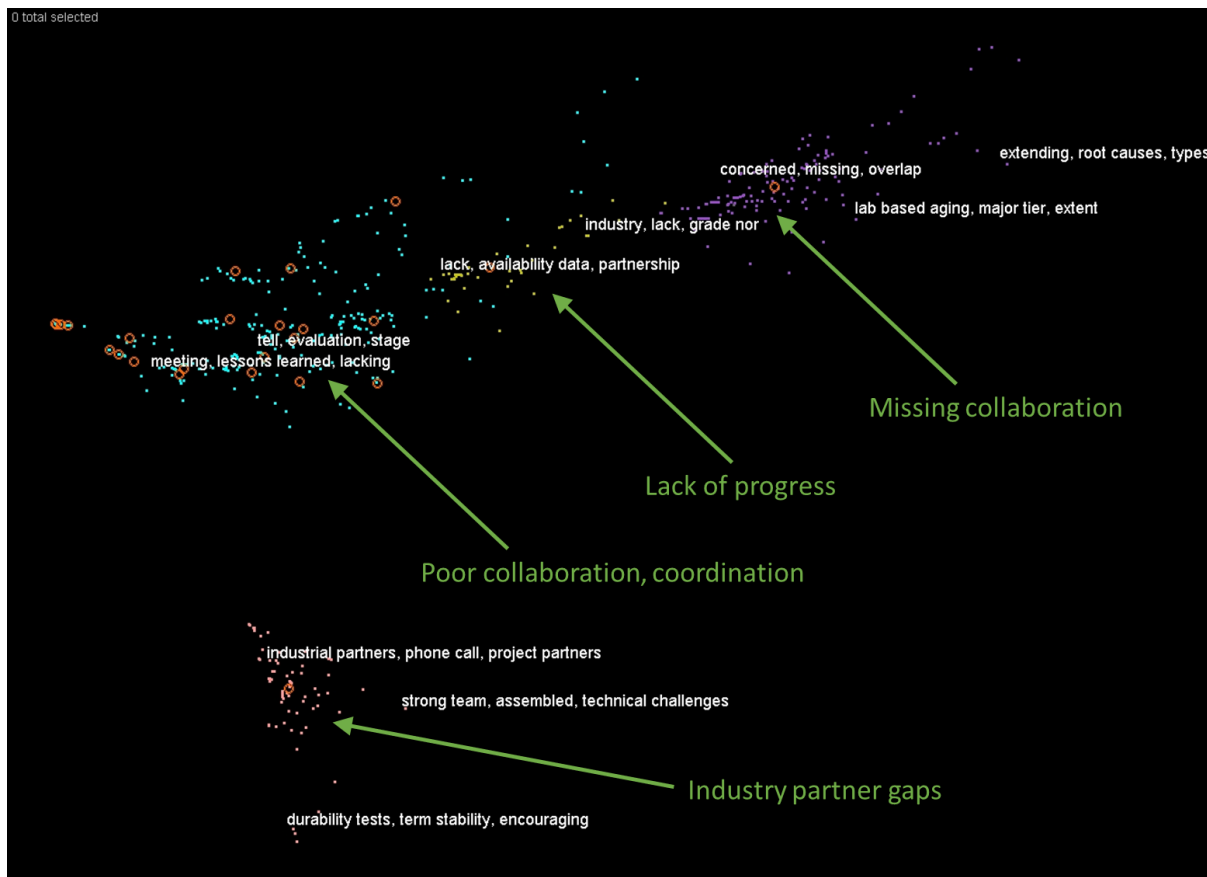 0 total selected
extending, root causes, types
concerned, missing, overlap
lab based aging, major tier, extent
industry, lack, grade nor
lack, availability data, partnership
tell, evaluation, stage
meeting, lessons learned, lacking
Missing collaboration
Lack of progress
Poor collaboration, coordination
industrial partners, phone call, project partners
strong team, assembled, technical challenges
Industry partner gaps
durability tests, term stability, encouraging